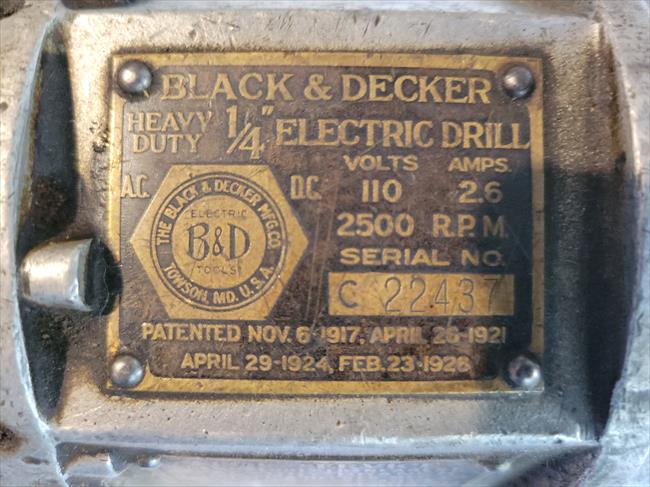 BLACK & DECKER
HEAVY DUTY 1/4" ELECTRIC DRILL
VOLTS AMPS.
A.C. D.C. 110 2.6
2500 R.P.M.
SERIAL NO.
C 22437
THE BLACK & DECKER MFG. CO.
ELECTRIC
B&D
TOOLS
TOWSON, MD. U.S.A.
PATENTED NOV. 6-1917, APRIL 26-1921
APRIL 29-1924, FEB. 23-1926